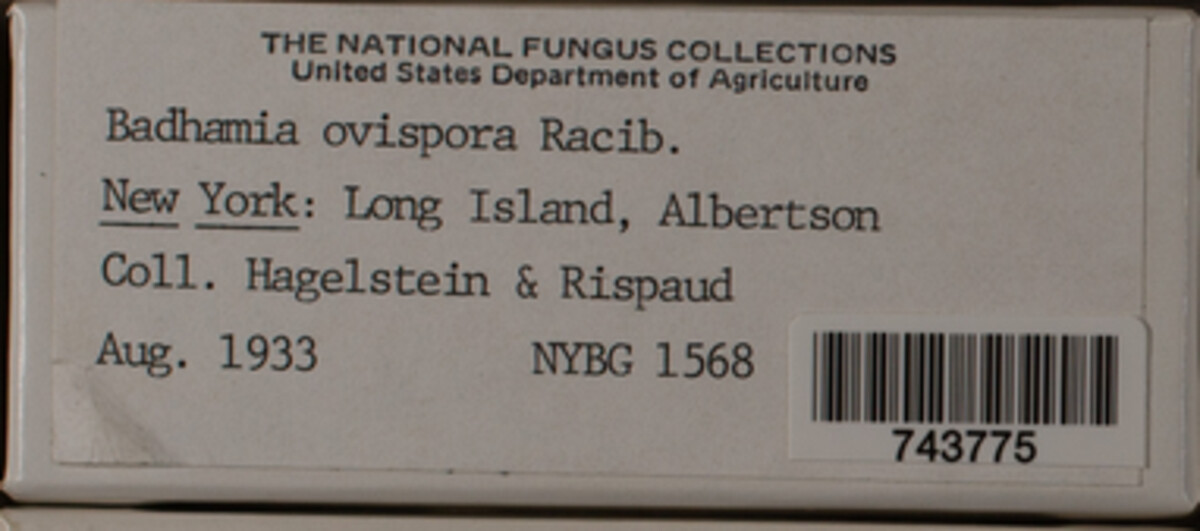 THE NATIONAL FUNGUS COLLECTIONS
United States Department of Agriculture
Badhamia ovispora Racib.
New York: Long Island, Albertson
Coll. Hagelstein & Rispaud
Aug. 1933 NYBG 1568
743775